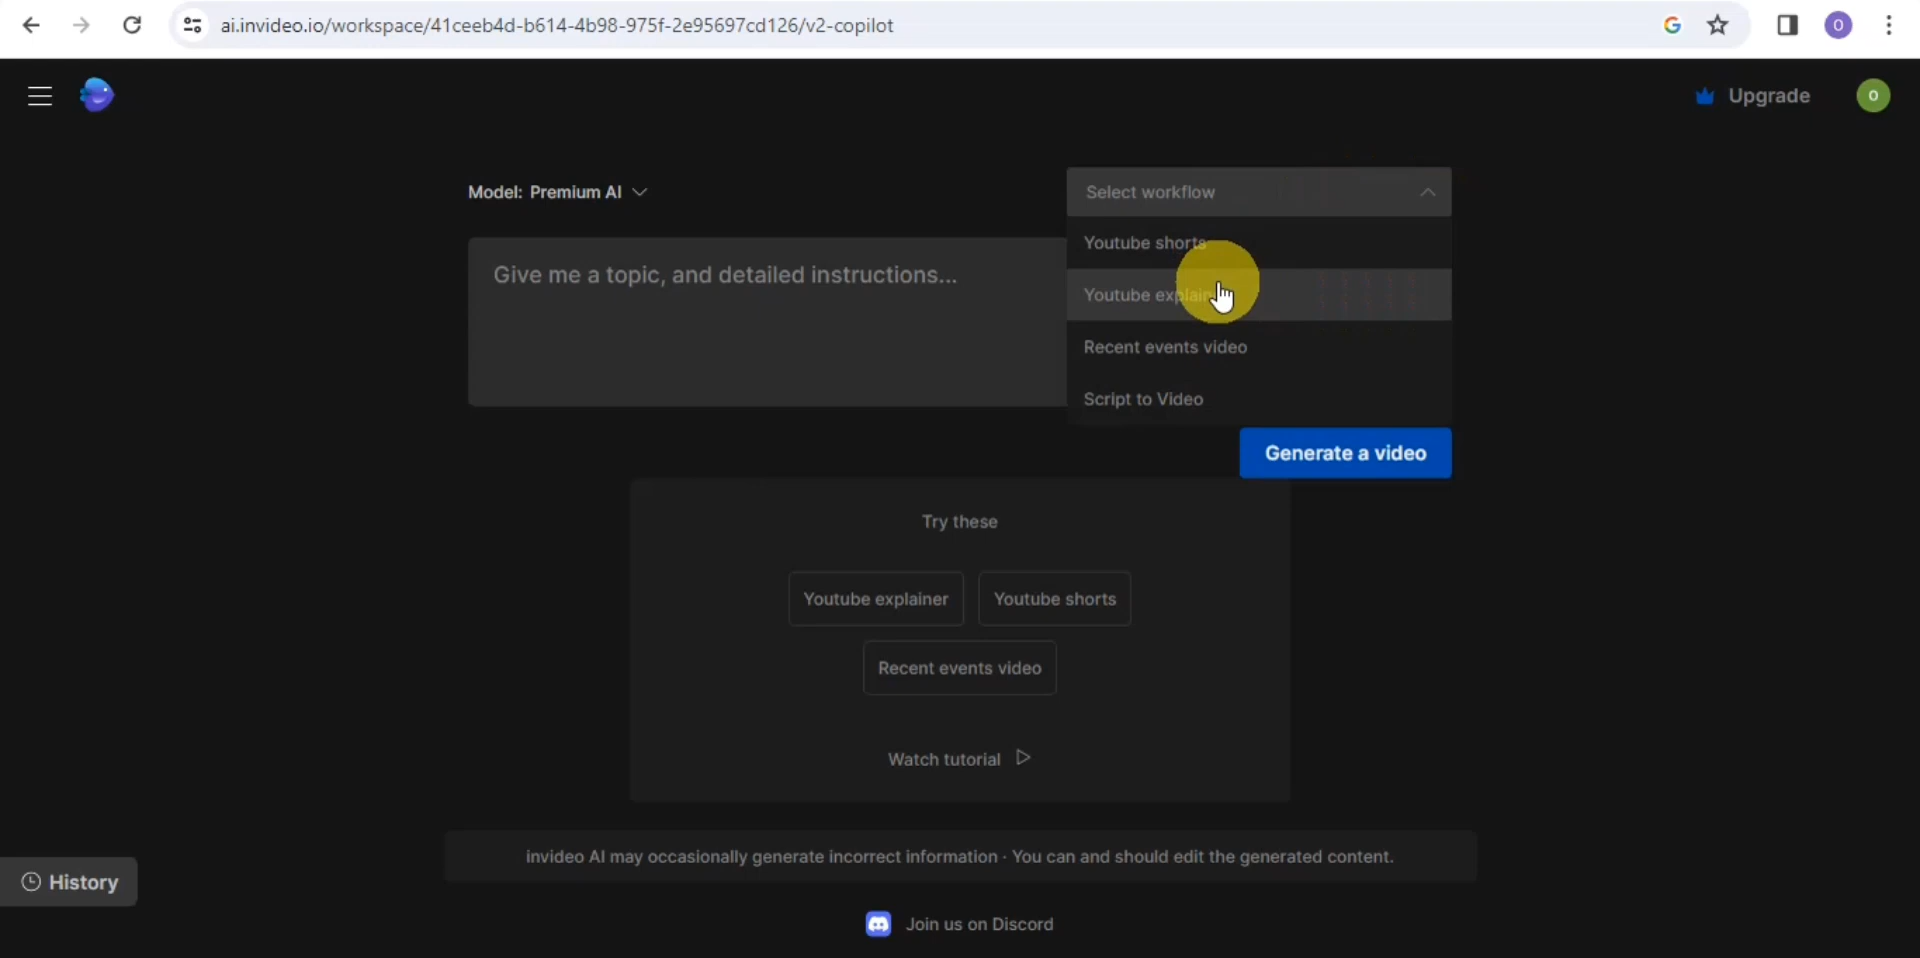 ai.invideo.io/workspace/41ceeb4d-b614-4b98-975f-2e95697cd126/v2-copilot
O
Upgrade
O
Model: Premium AI
Select workflow
Youtube shorts
Give me a topic, and detailed instructions...
Youtube explainer
Recent events video
Script to Video
Generate a video
Try these
Youtube explainer
Youtube shorts
Recent events video
Watch tutorial
invideo AI may occasionally generate incorrect information · You can and should edit the generated content.
History
Join us on Discord